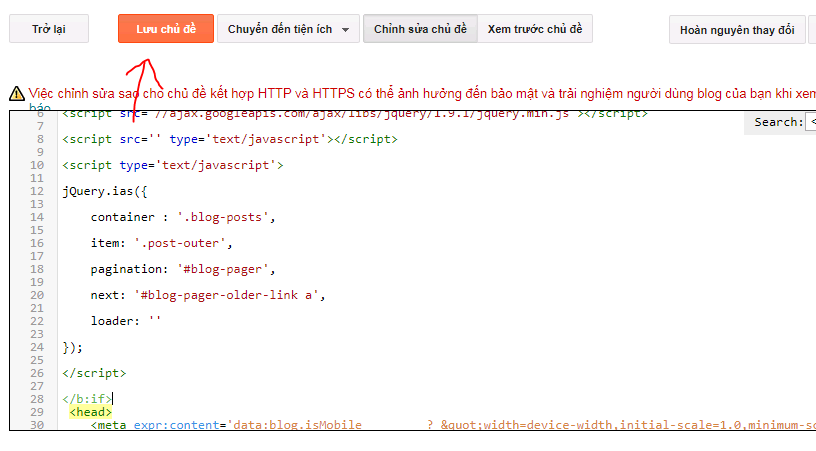 Trở lại
Lưu chủ đề
Chuyển đến tiện ích
Chỉnh sửa chủ đề
Xem trước chủ đề
Hoàn nguyên thay đổi
Việc chỉnh sửa sao cho chủ đề kết hợp HTTP và HTTPS có thể ảnh hưởng đến bảo mật và trải nghiệm người dùng blog của bạn khi xem
báo
Search: <
6 <script src='//ajax.googleapis.com/ajax/libs/jquery/1.9.1/jquery.min.js'></script>
7
8 <script src='' type='text/javascript'></script>
9
10 <script type='text/javascript'>
11
12 jQuery.ias({
13
14 container : '.blog-posts',
15
16 item: '.post-outer',
17
18 pagination: '#blog-pager',
19
20 next: '#blog-pager-older-link a',
21
22 loader: ''
23
24 });
25
26 </script>
27
28 </b:if>
29 <head>
30 <meta expr:content='data:blog.isMobile ? &quot;width=device-width,initial-scale=1.0,minimum-sc